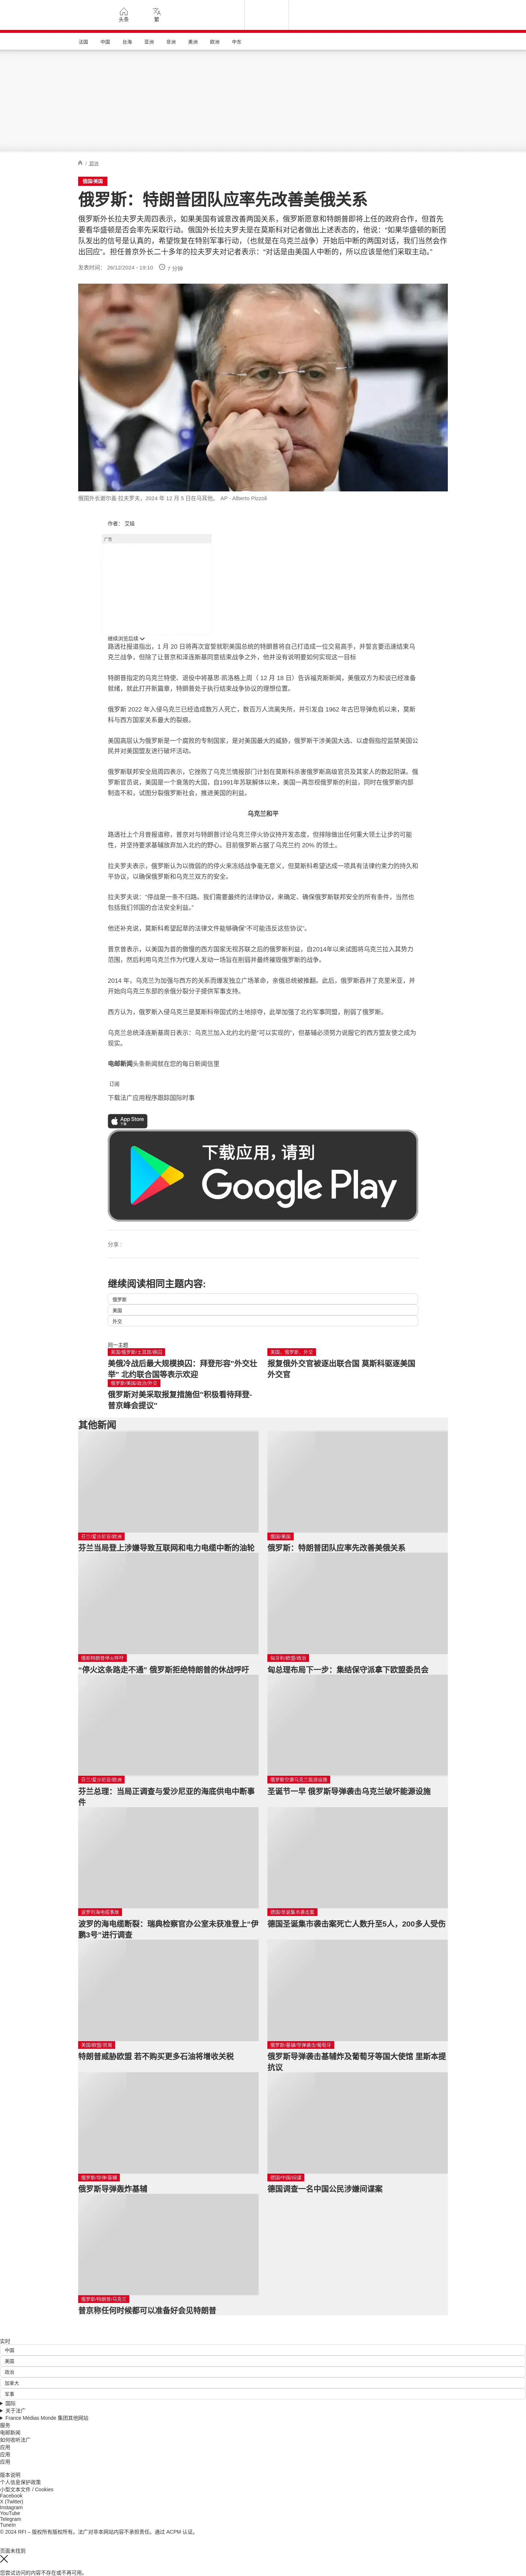 头条
繁
法国
中国
台海
亚洲
非洲
美洲
欧洲
中东
/ 欧洲
俄国/美国
俄罗斯：特朗普团队应率先改善美俄关系
俄罗斯外长拉夫罗夫周四表示，如果美国有诚意改善两国关系，俄罗斯愿意和特朗普即将上任的政府合作，但首先
要看华盛顿是否会率先采取行动。俄国外长拉夫罗夫是在莫斯科对记者做出上述表态的，他说：“如果华盛顿的新团
队发出的信号是认真的，希望恢复在特别军事行动，（也就是在乌克兰战争）开始后中断的两国对话，我们当然会作
出回应”。担任普京外长二十多年的拉夫罗夫对记者表示：“对话是由美国人中断的，所以应该是他们采取主动。”
发表时间： 26/12/2024 - 19:10
7 分钟
俄国外长谢尔盖·拉夫罗夫，2024 年 12 月 5 日在马其他。 AP - Alberto Pizzoli
作者： 艾娅
广告
继续浏览后续
路透社报道指出，1 月 20 日将再次宣誓就职美国总统的特朗普将自己打造成一位交易高手，并誓言要迅速结束乌
克兰战争，但除了让普京和泽连斯基同意结束战争之外，他并没有说明要如何实现这一目标
特朗普指定的乌克兰特使、退役中将基思·凯洛格上周（ 12 月 18 日）告诉福克斯新闻，美俄双方为和谈已经准备
就绪，就此打开新篇章，特朗普处于执行结束战争协议的理想位置。
俄罗斯 2022 年入侵乌克兰已经造成数万人死亡，数百万人流离失所，并引发自 1962 年古巴导弹危机以来，莫斯
科与西方国家关系最大的裂痕。
美国高层认为俄罗斯是一个腐败的专制国家，是对美国最大的威胁，俄罗斯干涉美国大选、以虚假指控监禁美国公
民并对美国盟友进行破坏活动。
俄罗斯联邦安全局周四表示，它挫败了乌克兰情报部门计划在莫斯科杀害俄罗斯高级官员及其家人的数起阴谋。俄
罗斯官员说，美国是一个衰落的大国，自1991年苏联解体以来，美国一再忽视俄罗斯的利益，同时在俄罗斯内部
制造不和，试图分裂俄罗斯社会，推进美国的利益。
乌克兰和平
路透社上个月曾报道称，普京对与特朗普讨论乌克兰停火协议持开发态度，但排除做出任何重大领土让步的可能
性，并坚持要求基辅放弃加入北约的野心。目前俄罗斯占据了乌克兰约 20% 的领土。
拉夫罗夫表示，俄罗斯认为以微弱的的停火来冻结战争毫无意义，但莫斯科希望达成一项具有法律约束力的持久和
平协议，以确保俄罗斯和乌克兰双方的安全。
拉夫罗夫说：“停战是一条不归路。我们需要最终的法律协议，来确定、确保俄罗斯联邦安全的所有条件，当然也
包括我们邻国的合法安全利益。”
他还补充说，莫斯科希望起草的法律文件能够确保“不可能违反这些协议”。
普京曾表示，以美国为首的傲慢的西方国家无视苏联之后的俄罗斯利益，自2014年以来试图将乌克兰拉入其势力
范围，然后利用乌克兰作为代理人发动一场旨在削弱并最终摧毁俄罗斯的战争。
2014 年，乌克兰为加强与西方的关系而爆发独立广场革命，亲俄总统被推翻。此后，俄罗斯吞并了克里米亚，并
开始向乌克兰东部的亲俄分裂分子提供军事支持。
西方认为，俄罗斯入侵乌克兰是莫斯科帝国式的土地掠夺，此举加强了北约军事同盟，削弱了俄罗斯。
乌克兰总统泽连斯基周日表示：乌克兰加入北约北约是“可以实现的”，但基辅必须努力说服它的西方盟友使之成为
现实。
电邮新闻头条新闻就在您的每日新闻信里
订阅
下载法广应用程序跟踪国际时事
App Store
下载应用，请到
Google Play
分享 :
继续阅读相同主题内容:
俄罗斯
美国
外交
同一主题
美国/俄罗斯/土耳其/换囚
美俄冷战后最大规模换囚：拜登形容"外交壮
举" 北约联合国等表示欢迎
美国、俄罗斯、外交
报复俄外交官被逐出联合国 莫斯科驱逐美国
外交官
俄罗斯/美国/政治/外交
俄罗斯对美采取报复措施但"积极看待拜登-
普京峰会提议"
其他新闻
芬兰/爱沙尼亚/欧洲
芬兰当局登上涉嫌导致互联网和电力电缆中断的油轮
俄国/美国
俄罗斯：特朗普团队应率先改善美俄关系
俄斯特朗普停火呼吁
“停火这条路走不通” 俄罗斯拒绝特朗普的休战呼吁
匈牙利/欧盟/政治
匈总理布局下一步：集结保守派拿下欧盟委员会
芬兰/爱沙尼亚/欧洲
芬兰总理：当局正调查与爱沙尼亚的海底供电中断事
件
俄罗斯空袭乌克兰能源设施
圣诞节一早 俄罗斯导弹袭击乌克兰破坏能源设施
波罗的海电缆事故
波罗的海电缆断裂：瑞典检察官办公室未获准登上"伊
鹏3号"进行调查
德国/圣诞集市袭击案
德国圣诞集市袭击案死亡人数升至5人，200多人受伤
美国/欧盟/贸易
特朗普威胁欧盟 若不购买更多石油将增收关税
俄罗斯/基辅/导弹袭击/葡萄牙
俄罗斯导弹袭击基辅炸及葡萄牙等国大使馆 里斯本提
抗议
俄罗斯/导弹/基辅
俄罗斯导弹轰炸基辅
德国/中国/间谍
德国调查一名中国公民涉嫌间谍案
俄罗斯/特朗普/乌克兰
普京称任何时候都可以准备好会见特朗普
实时
中国
美国
政治
加拿大
军事
国际
关于法广
France Médias Monde 集团其他网站
服务
电邮新闻
如何收听法广
应用
应用
应用
版本说明
个人信息保护政策
小型文本文件 / Cookies
Facebook
X (Twitter)
Instagram
YouTube
Telegram
TuneIn
© 2024 RFI – 版权所有版权所有。法广对非本网站内容不承担责任。通过 ACPM 认证。
页面未找到
您尝试访问的内容不存在或不再可用。